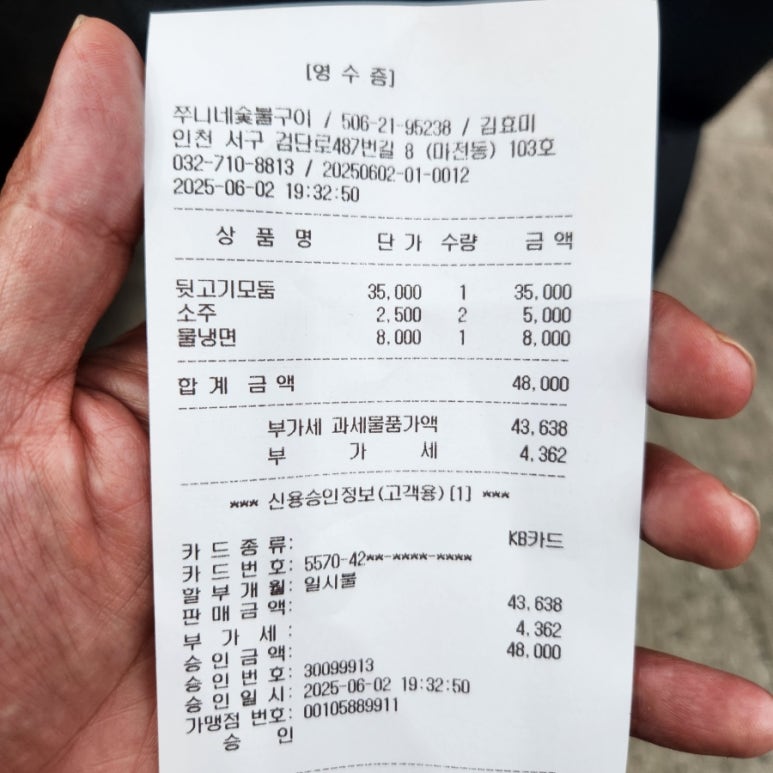 [영 수 증]
쭈니네숯불구이 / 506-21-95238 / 김효미
인천 서구 검단로487번길 8 (마전동) 103호
032-710-8813 / 20250602-01-0012
2025-06-02 19:32:50
상 품 명 단 가 수량 금 액
뒷고기모둠 35,000 1 35,000
소주 2,500 2 5,000
물냉면 8,000 1 8,000
합 계 금 액 48,000
부가세 과세물품가액 43,638
부 가 세 4,362
*** 신용승인정보(고객용)[1] ***
카 드 종 류: KB카드
카 드 번 호: 5570-42**-****-****
할 부 개 월: 일시불
판 매 금 액: 43,638
부 가 세 : 4,362
승 인 금 액: 48,000
승 인 번 호: 30099913
승 인 일 시: 2025-06-02 19:32:50
가맹점 번호: 00105889911
승 인